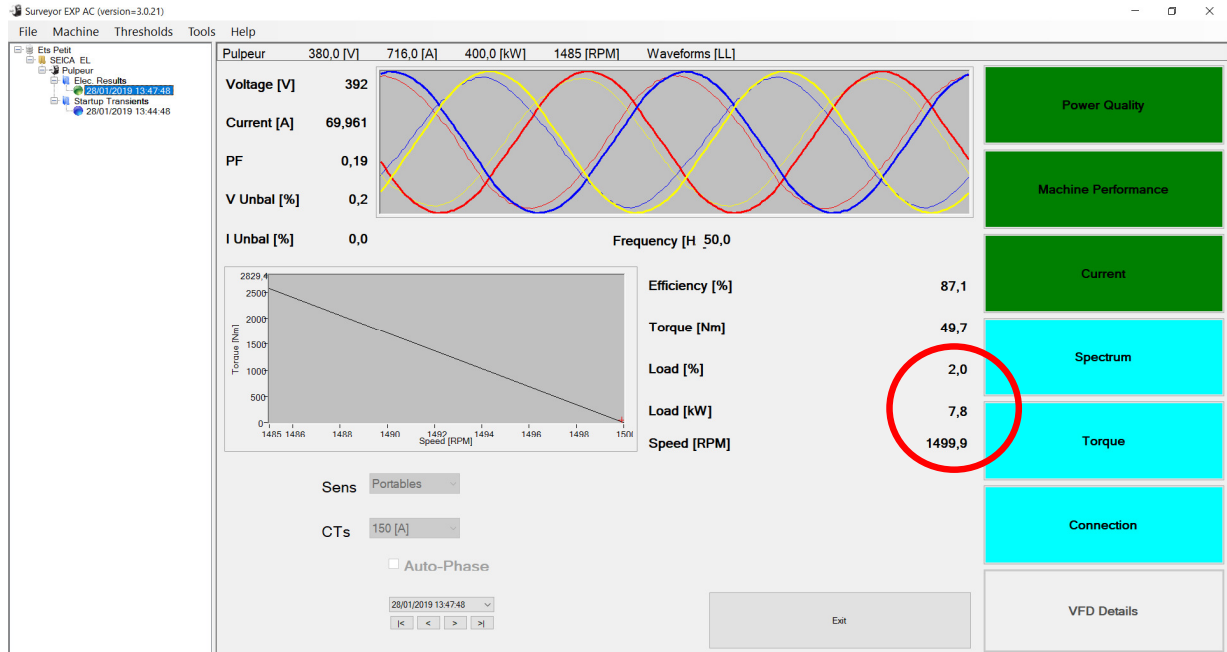 Surveyor EXP AC (version=3.0.21)
File Machine Thresholds Tools Help
Ets Petit
SEICA EL
Pulpeur
Elec. Results
28/01/2019 13:47:48
Startup Transients
28/01/2019 13:44:48
Pulpeur 380,0 [V] 716,0 [A] 400,0 [kW] 1485 [RPM] Waveforms [LL]
Voltage [V] 392
Current [A] 69,961
PF 0,19
V Unbal [%] 0,2
I Unbal [%] 0,0
Frequency [H 50,0
2829,4
2500
2000
1500
1000
500
0
Torque [Nm]
1485 1486 1488 1490 1492 1494 1496 1498 1500
Speed [RPM]
Efficiency [%] 87,1
Torque [Nm] 49,7
Load [%] 2,0
Load [kW] 7,8
Speed [RPM] 1499,9
Sens Portables
CTs 150 [A]
Auto-Phase
28/01/2019 13:47:48
|< < > >|
Exit
Power Quality
Machine Performance
Current
Spectrum
Torque
Connection
VFD Details